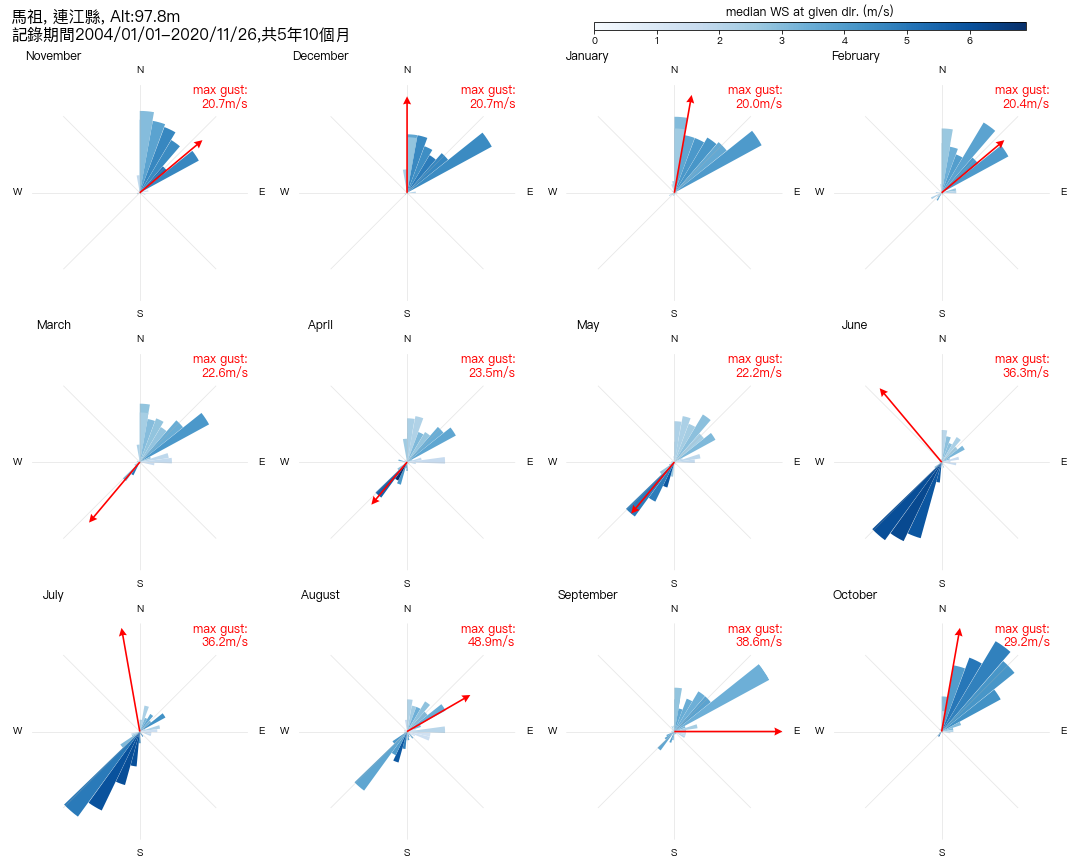 馬祖, 連江縣, Alt:97.8m
記錄期間2004/01/01–2020/11/26,共5年10個月
median WS at given dir. (m/s)
0 1 2 3 4 5 6
November
N
max gust:
20.7m/s
W E
S
December
N
max gust:
20.7m/s
W E
S
January
N
max gust:
20.0m/s
W E
S
February
N
max gust:
20.4m/s
W E
S
March
N
max gust:
22.6m/s
W E
S
April
N
max gust:
23.5m/s
W E
S
May
N
max gust:
22.2m/s
W E
S
June
N
max gust:
36.3m/s
W E
S
July
N
max gust:
36.2m/s
W E
S
August
N
max gust:
48.9m/s
W E
S
September
N
max gust:
38.6m/s
W E
S
October
N
max gust:
29.2m/s
W E
S